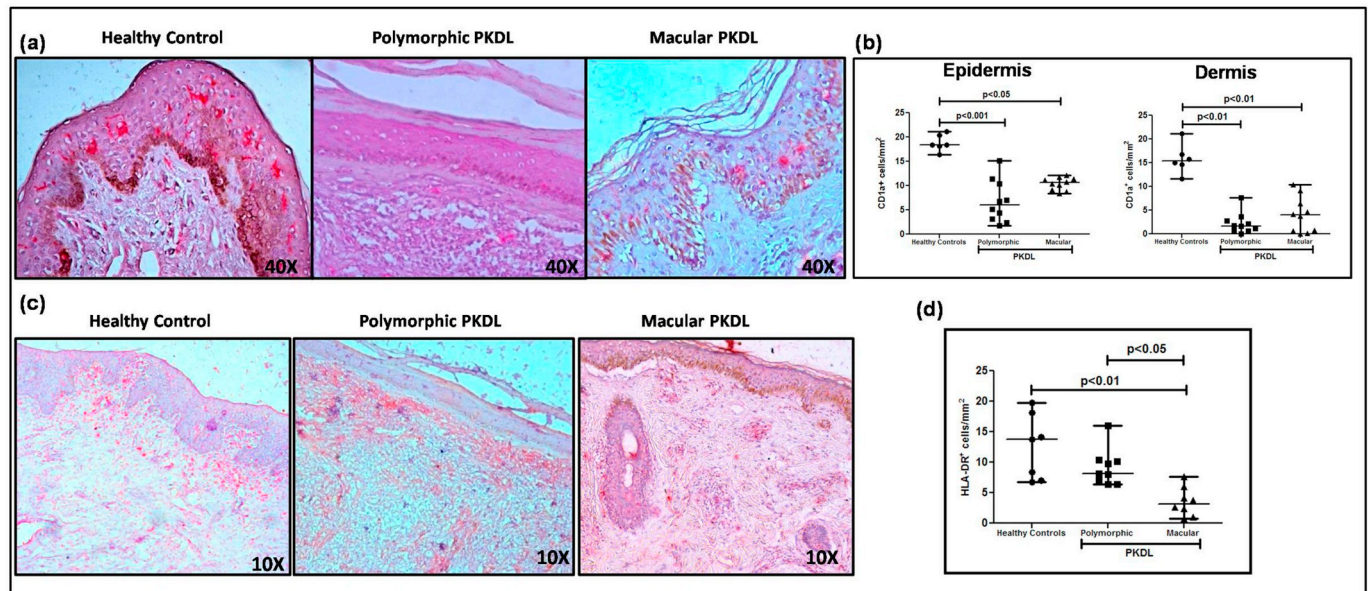 (a)
Healthy Control
Polymorphic PKDL
Macular PKDL
40X
40X
40X
(b)
Epidermis
p<0.05
p<0.001
CD1a+ cells/mm²
25
20
15
10
5
0
Healthy Controls
Polymorphic
Macular
PKDL
Dermis
p<0.01
p<0.01
CD1a⁺ cells/mm²
25
20
15
10
5
0
Healthy Controls
Polymorphic
Macular
PKDL
(c)
Healthy Control
Polymorphic PKDL
Macular PKDL
10X
10X
10X
(d)
p<0.05
p<0.01
HLA-DR⁺ cells/mm²
25
20
15
10
5
0
Healthy Controls
Polymorphic
Macular
PKDL